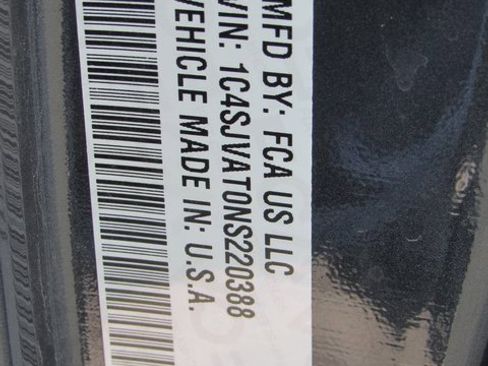 MFD BY: FCA US LLC
VIN: 1C4SJVAT0NS220388
VEHICLE MADE IN: U.S.A.